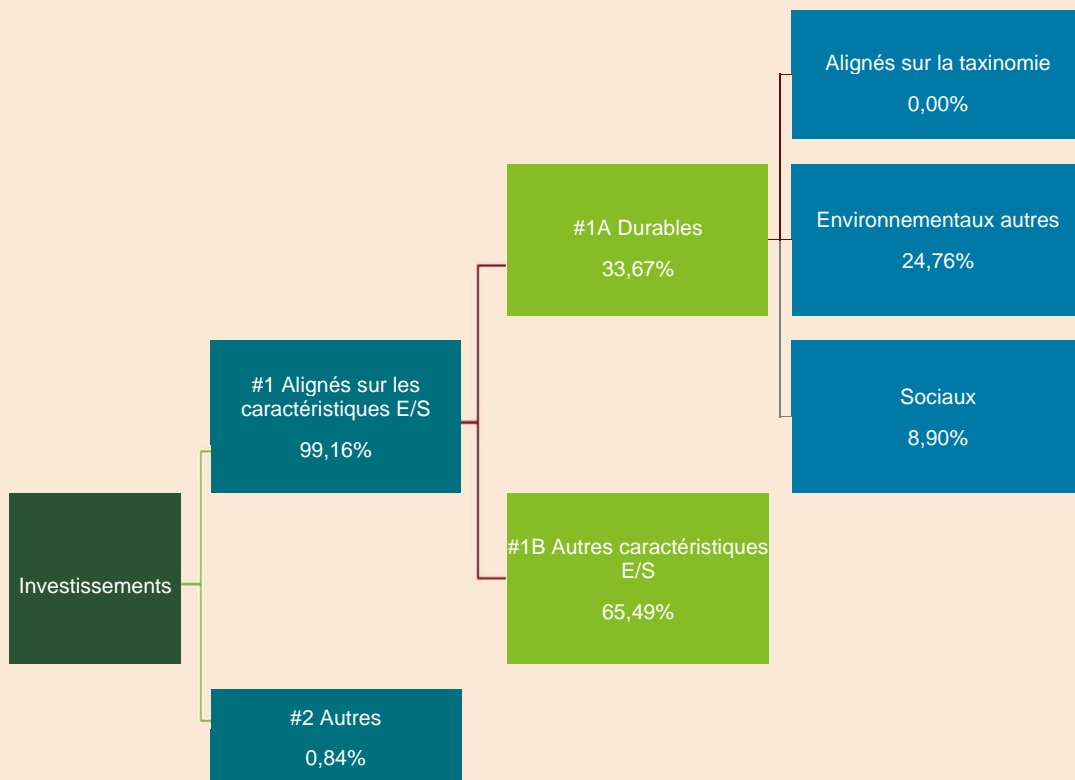 Alignés sur la taxinomie
0,00%
#1A Durables
33,67%
Environnementaux autres
24,76%
#1 Alignés sur les
caractéristiques E/S
99,16%
Sociaux
8,90%
Investissements
#1B Autres caractéristiques
E/S
65,49%
#2 Autres
0,84%